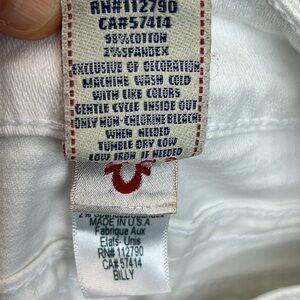 RN#112790
CA#57414
98%COTTON
2%SPANDEX
EXCLUSIVE OF DECORATION
MACHINE WASH COLD
WITH LIKE COLORS
GENTLE CYCLE INSIDE OUT
ONLY NON-CHLORINE BLEACH
WHEN NEEDED
TUMBLE DRY LOW
LOW IRON IF NEEDED
MADE IN U.S.A
Fabrique Aux
Etats-Unis
RN# 112790
CA# 57414
BILLY